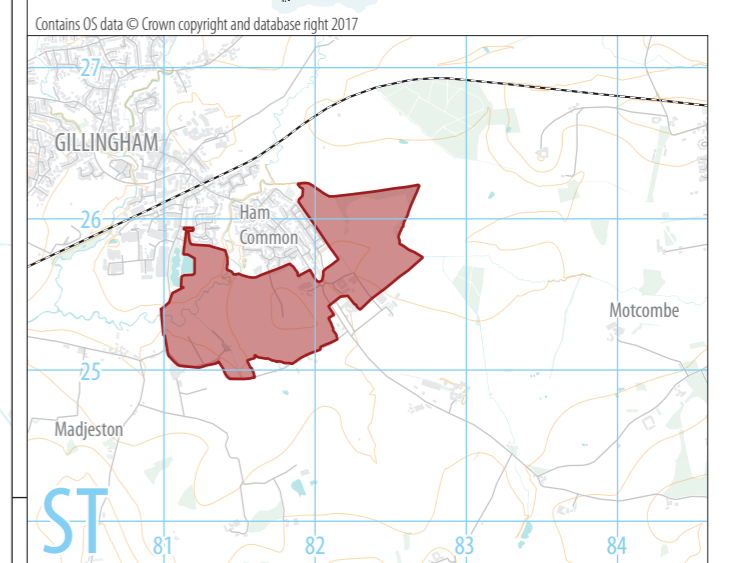 Contains OS data © Crown copyright and database right 2017
27
GILLINGHAM
26
Ham
Common
Motcombe
25
Madjeston
ST
81
82
83
84